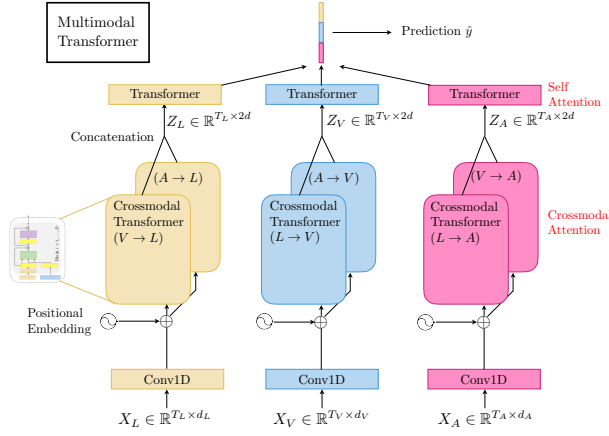 Multimodal
Transformer
Prediction ŷ
Transformer
Transformer
Transformer
Self
Attention
Z_L ∈ ℝ^{T_L×2d}
Z_V ∈ ℝ^{T_V×2d}
Z_A ∈ ℝ^{T_A×2d}
Concatenation
(A → L)
(A → V)
(V → A)
Crossmodal
Transformer
(V → L)
Crossmodal
Transformer
(L → V)
Crossmodal
Transformer
(L → A)
Crossmoda
Attention
Positional
Embedding
Conv1D
Conv1D
Conv1D
X_L ∈ ℝ^{T_L×d_L}
X_V ∈ ℝ^{T_V×d_V}
X_A ∈ ℝ^{T_A×d_A}